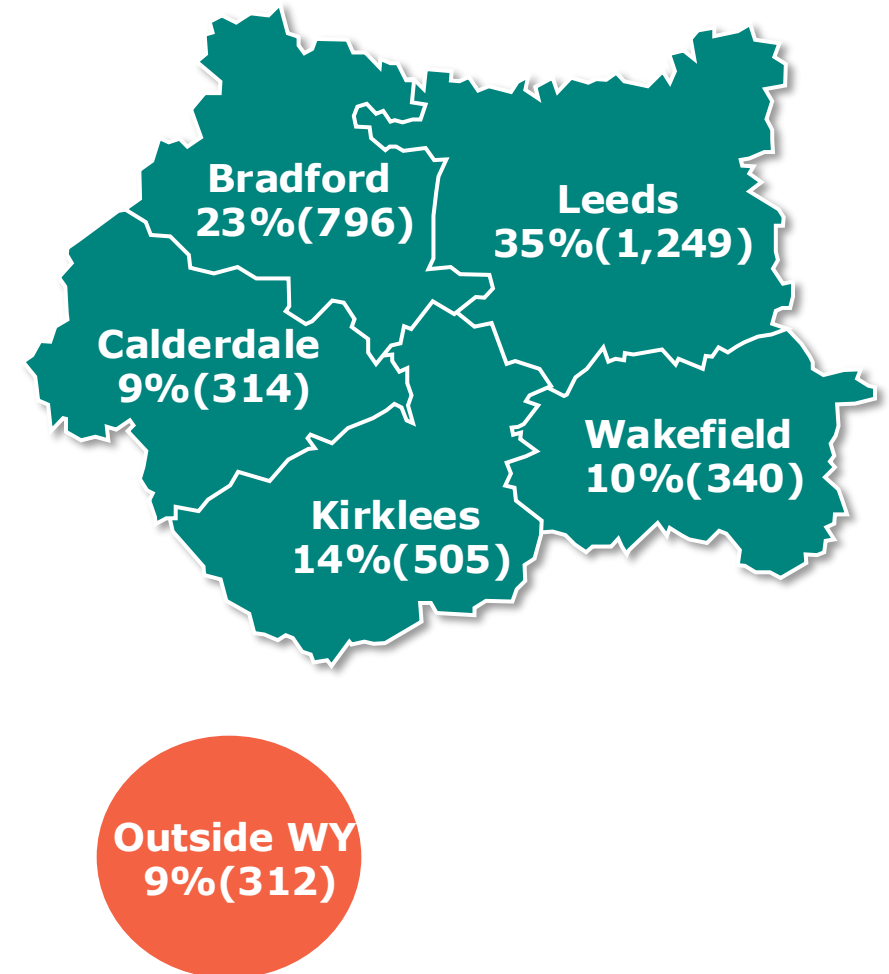 Bradford
23%(796)
Leeds
35%(1,249)
Calderdale
9%(314)
Wakefield
10%(340)
Kirklees
14%(505)
Outside WY
9%(312)